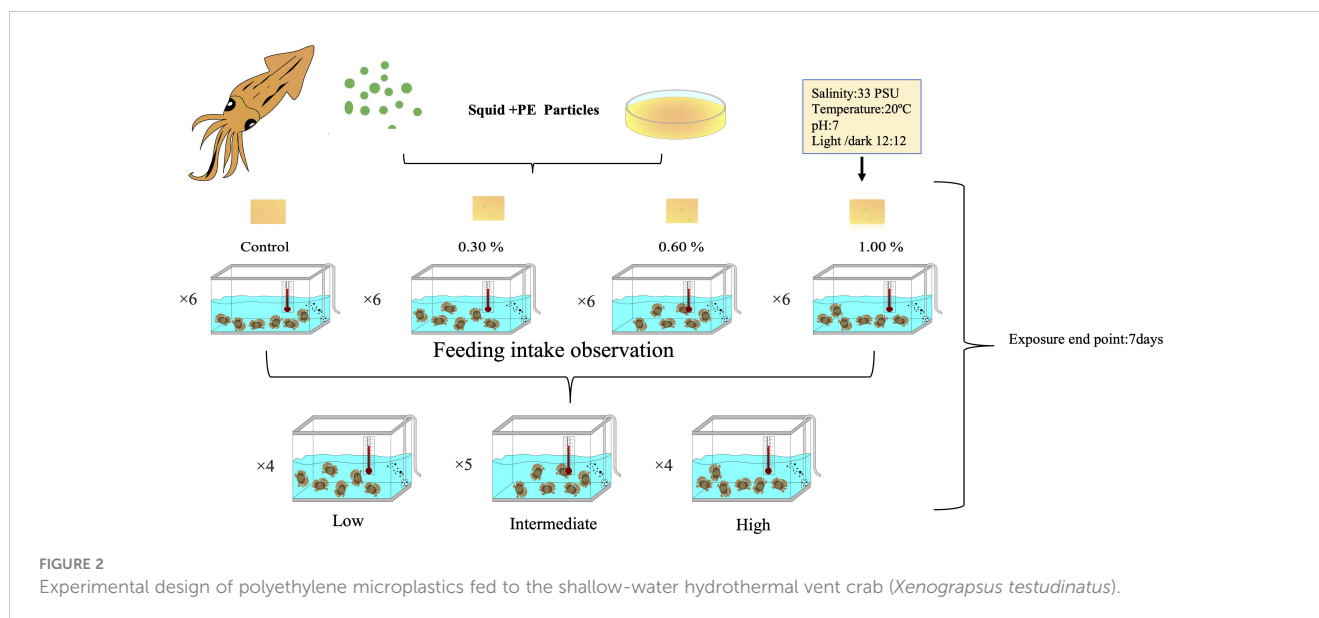 Squid +PE Particles
Salinity:33 PSU
Temperature:20°C
pH:7
Light /dark 12:12
Control
0.30 %
0.60 %
1.00 %
×6
×6
×6
×6
Feeding intake observation
Exposure end point:7days
×4
×5
×4
Low
Intermediate
High
FIGURE 2
Experimental design of polyethylene microplastics fed to the shallow-water hydrothermal vent crab (Xenograpsus testudinatus).